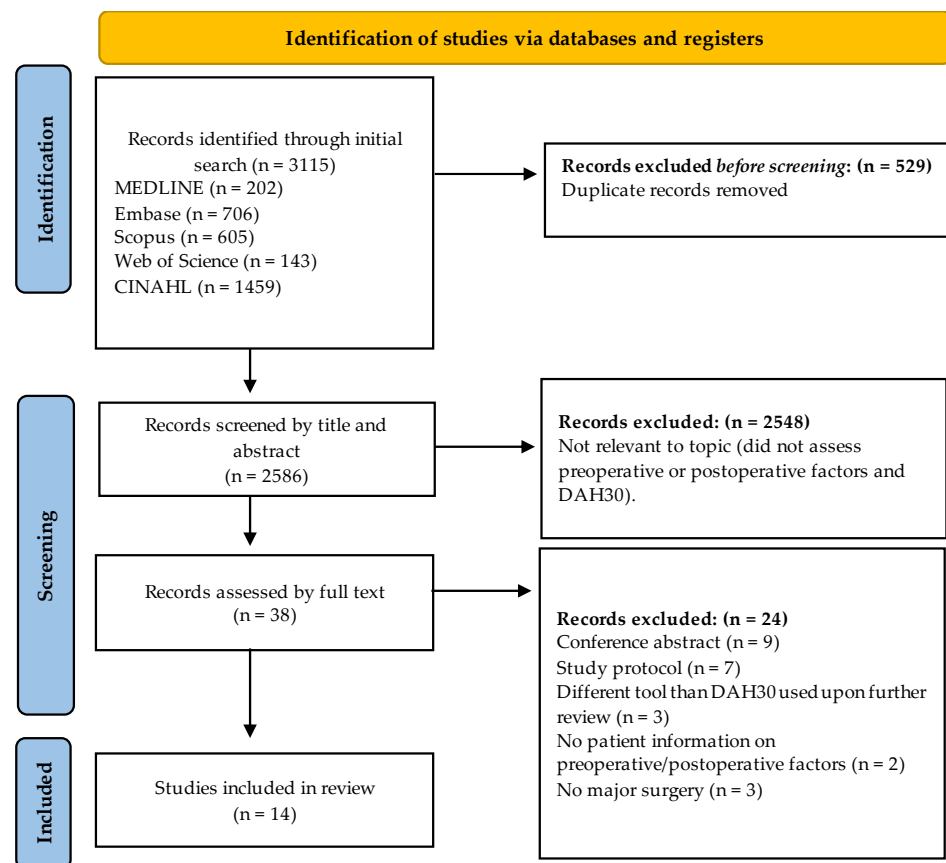 Identification of studies via databases and registers
Identification
Records identified through initial
search (n = 3115)
MEDLINE (n = 202)
Embase (n = 706)
Scopus (n = 605)
Web of Science (n = 143)
CINAHL (n = 1459)
Records excluded before screening: (n = 529)
Duplicate records removed
Screening
Records screened by title and
abstract
(n = 2586)
Records excluded: (n = 2548)
Not relevant to topic (did not assess
preoperative or postoperative factors and
DAH30).
Records assessed by full text
(n = 38)
Records excluded: (n = 24)
Conference abstract (n = 9)
Study protocol (n = 7)
Different tool than DAH30 used upon further
review (n = 3)
No patient information on
preoperative/postoperative factors (n = 2)
No major surgery (n = 3)
Included
Studies included in review
(n = 14)